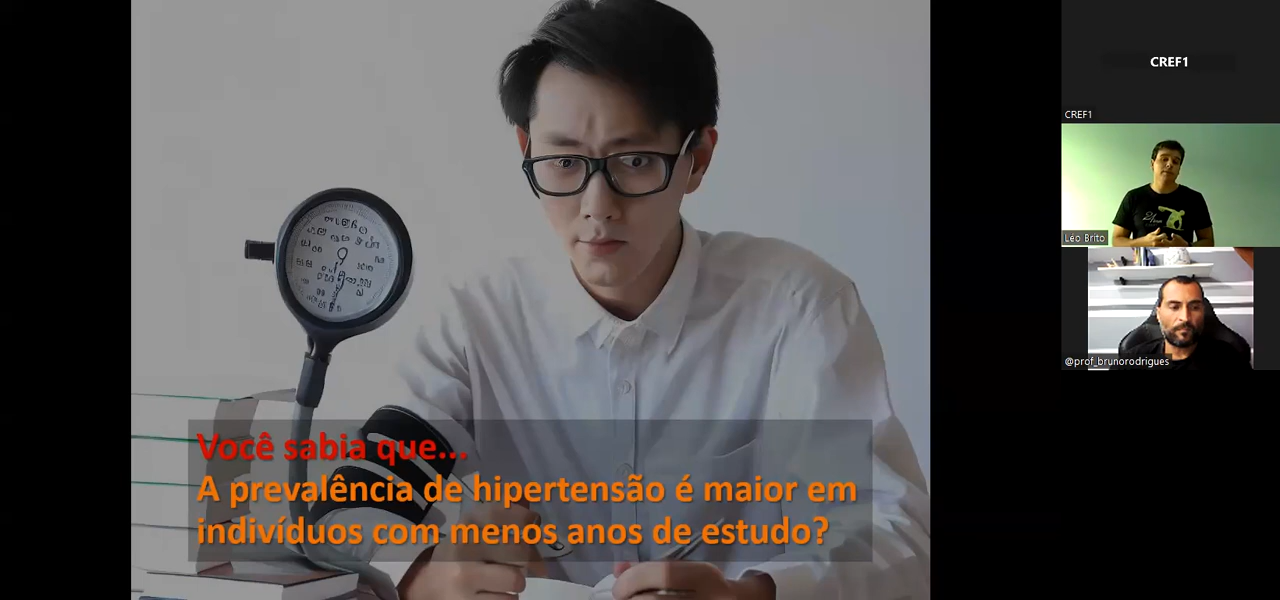 Você sabia que...
A prevalência de hipertensão é maior em
indivíduos com menos anos de estudo?
CREF1
CREF1
Léo Brito
@prof_brunorodrigues